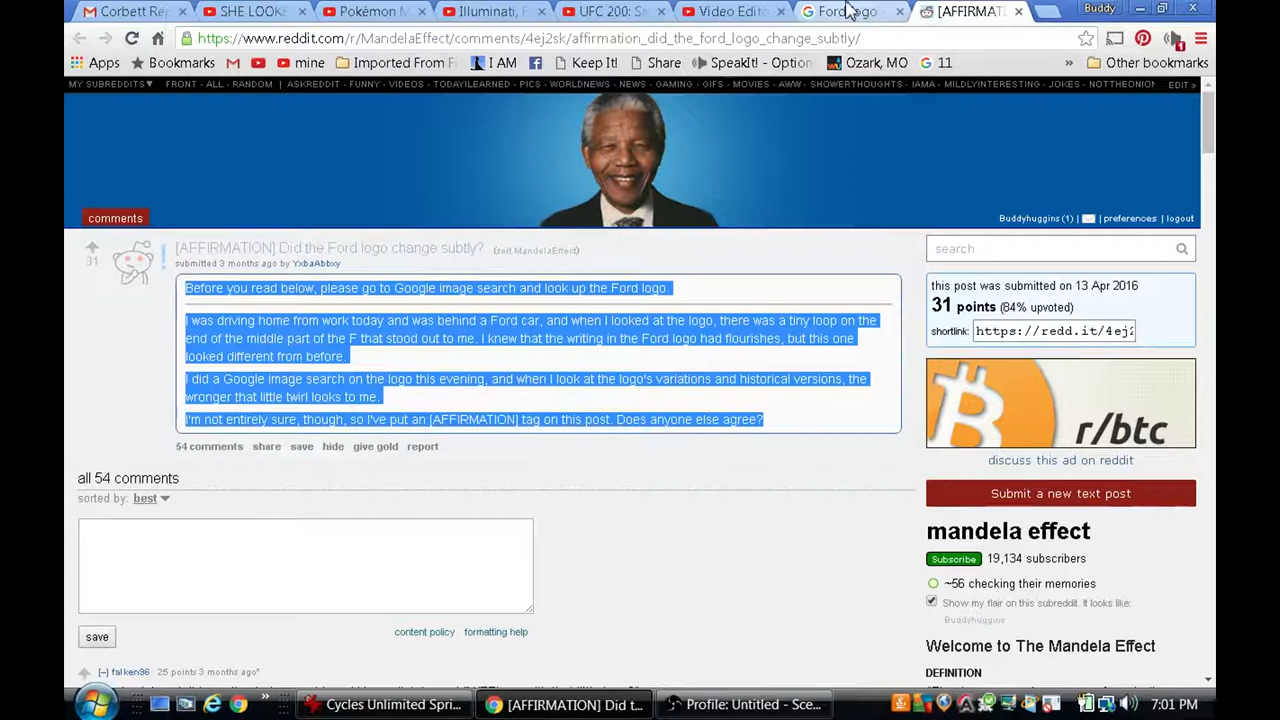 Corbett Re
SHE LOOKE
Pokémon M
Illuminati, F
UFC 200: S
Video Edito
Ford logo
[AFFIRMAT
Buddy
https://www.reddit.com/r/MandelaEffect/comments/4ej2sk/affirmation_did_the_ford_logo_change_subtly/
Apps
Bookmarks
mine
Imported From F
I AM
Keep It!
Share
SpeakIt! - Option
Ozark, MO
11
»
Other bookmarks
MY SUBREDDITS▼ FRONT - ALL - RANDOM | ASKREDDIT - FUNNY - VIDEOS - TODAYILEARNED - PICS - WORLDNEWS - NEWS - GAMING - GIFS - MOVIES - AWW - SHOWERTHOUGHTS - IAMA - MILDLYINTERESTING - JOKES - NOTTHEONION EDIT »
comments
Buddyhuggins (1) | | preferences | logout
31
[AFFIRMATION] Did the Ford logo change subtly? (self.MandelaEffect)
submitted 3 months ago by YxbaAbbxy
Before you read below, please go to Google image search and look up the Ford logo.
I was driving home from work today and was behind a Ford car, and when I looked at the logo, there was a tiny loop on the
end of the middle part of the F that stood out to me. I knew that the writing in the Ford logo had flourishes, but this one
looked different from before.
I did a Google image search on the logo this evening, and when I look at the logo's variations and historical versions, the
wronger that little twirl looks to me.
I'm not entirely sure, though, so I've put an [AFFIRMATION] tag on this post. Does anyone else agree?
54 comments share save hide give gold report
all 54 comments
sorted by: best ▼
content policy formatting help
save
[–] falken96 25 points 3 months ago*
search
this post was submitted on 13 Apr 2016
31 points (84% upvoted)
shortlink: https://redd.it/4ej2
r/btc
discuss this ad on reddit
Submit a new text post
mandela effect
Subscribe 19,134 subscribers
~56 checking their memories
Show my flair on this subreddit. It looks like:
Buddyhuggins
Welcome to The Mandela Effect
DEFINITION
»
Cycles Unlimited Spri...
[AFFIRMATION] Did t...
Profile: Untitled - Sce...
7:01 PM